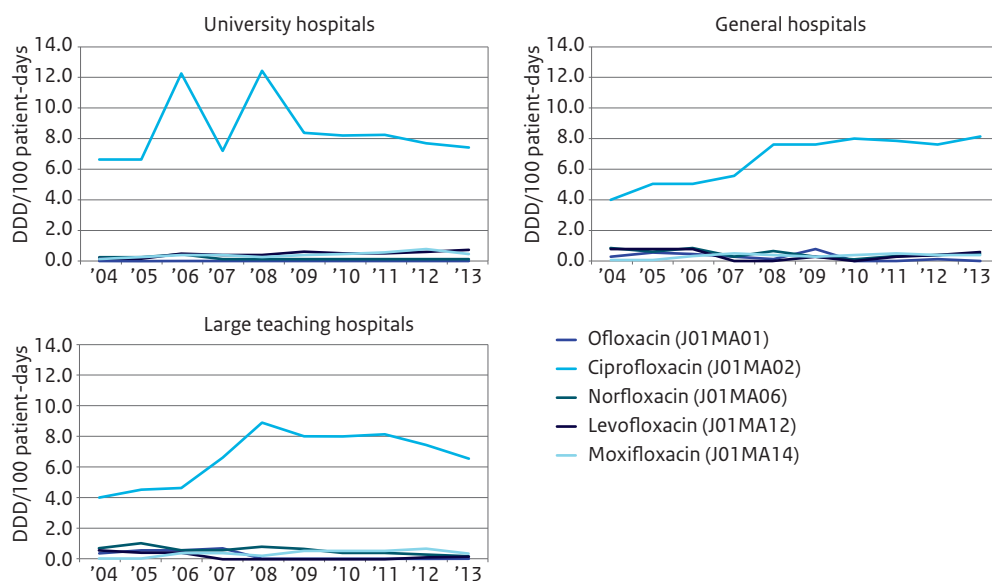 University hospitals
DDD/100 patient-days
14.0
12.0
10.0
8.0
6.0
4.0
2.0
0.0
'04 '05 '06 '07 '08 '09 '10 '11 '12 '13
General hospitals
DDD/100 patient-days
14.0
12.0
10.0
8.0
6.0
4.0
2.0
0.0
'04 '05 '06 '07 '08 '09 '10 '11 '12 '13
Large teaching hospitals
DDD/100 patient-days
14.0
12.0
10.0
8.0
6.0
4.0
2.0
0.0
'04 '05 '06 '07 '08 '09 '10 '11 '12 '13
Ofloxacin (J01MA01)
Ciprofloxacin (J01MA02)
Norfloxacin (J01MA06)
Levofloxacin (J01MA12)
Moxifloxacin (J01MA14)